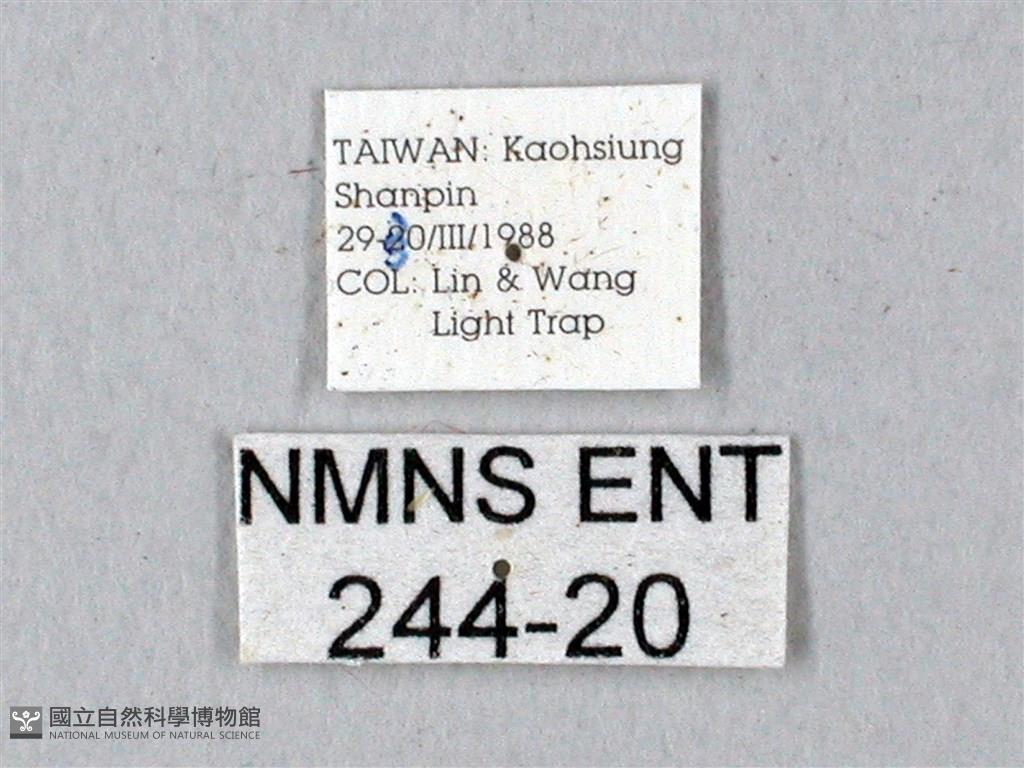 TAIWAN: Kaohsiung
Shanpin
29-30/III/1988
COL: Lin & Wang
Light Trap
NMNS ENT
244-20
國立自然科學博物館
NATIONAL MUSEUM OF NATURAL SCIENCE